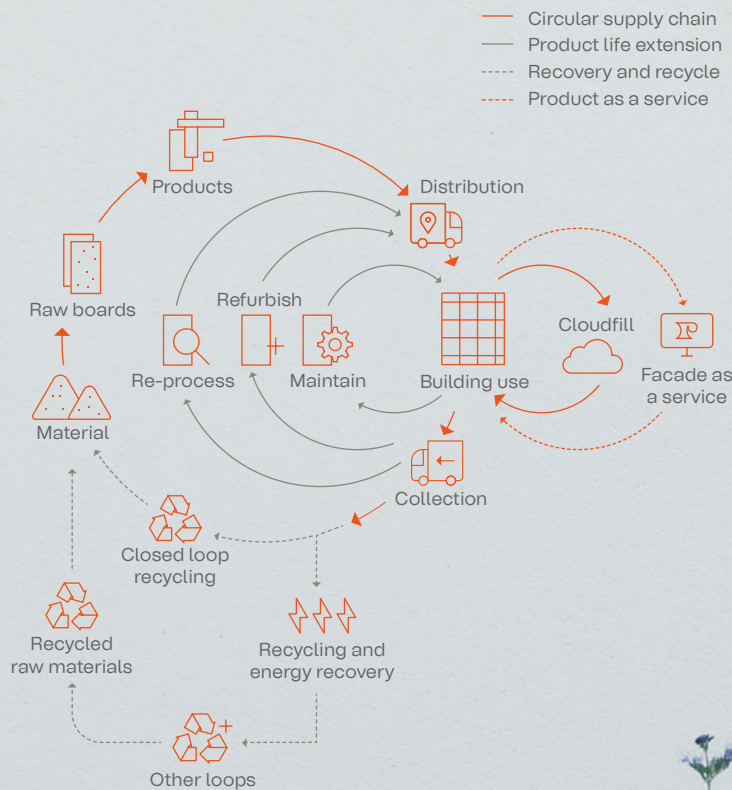 Circular supply chain
Product life extension
Recovery and recycle
Product as a service
Products
Distribution
Raw boards
Refurbish
Cloudfill
Re-process
Maintain
Building use
Facade as
a service
Material
Collection
Closed loop
recycling
Recycled
raw materials
Recycling and
energy recovery
Other loops